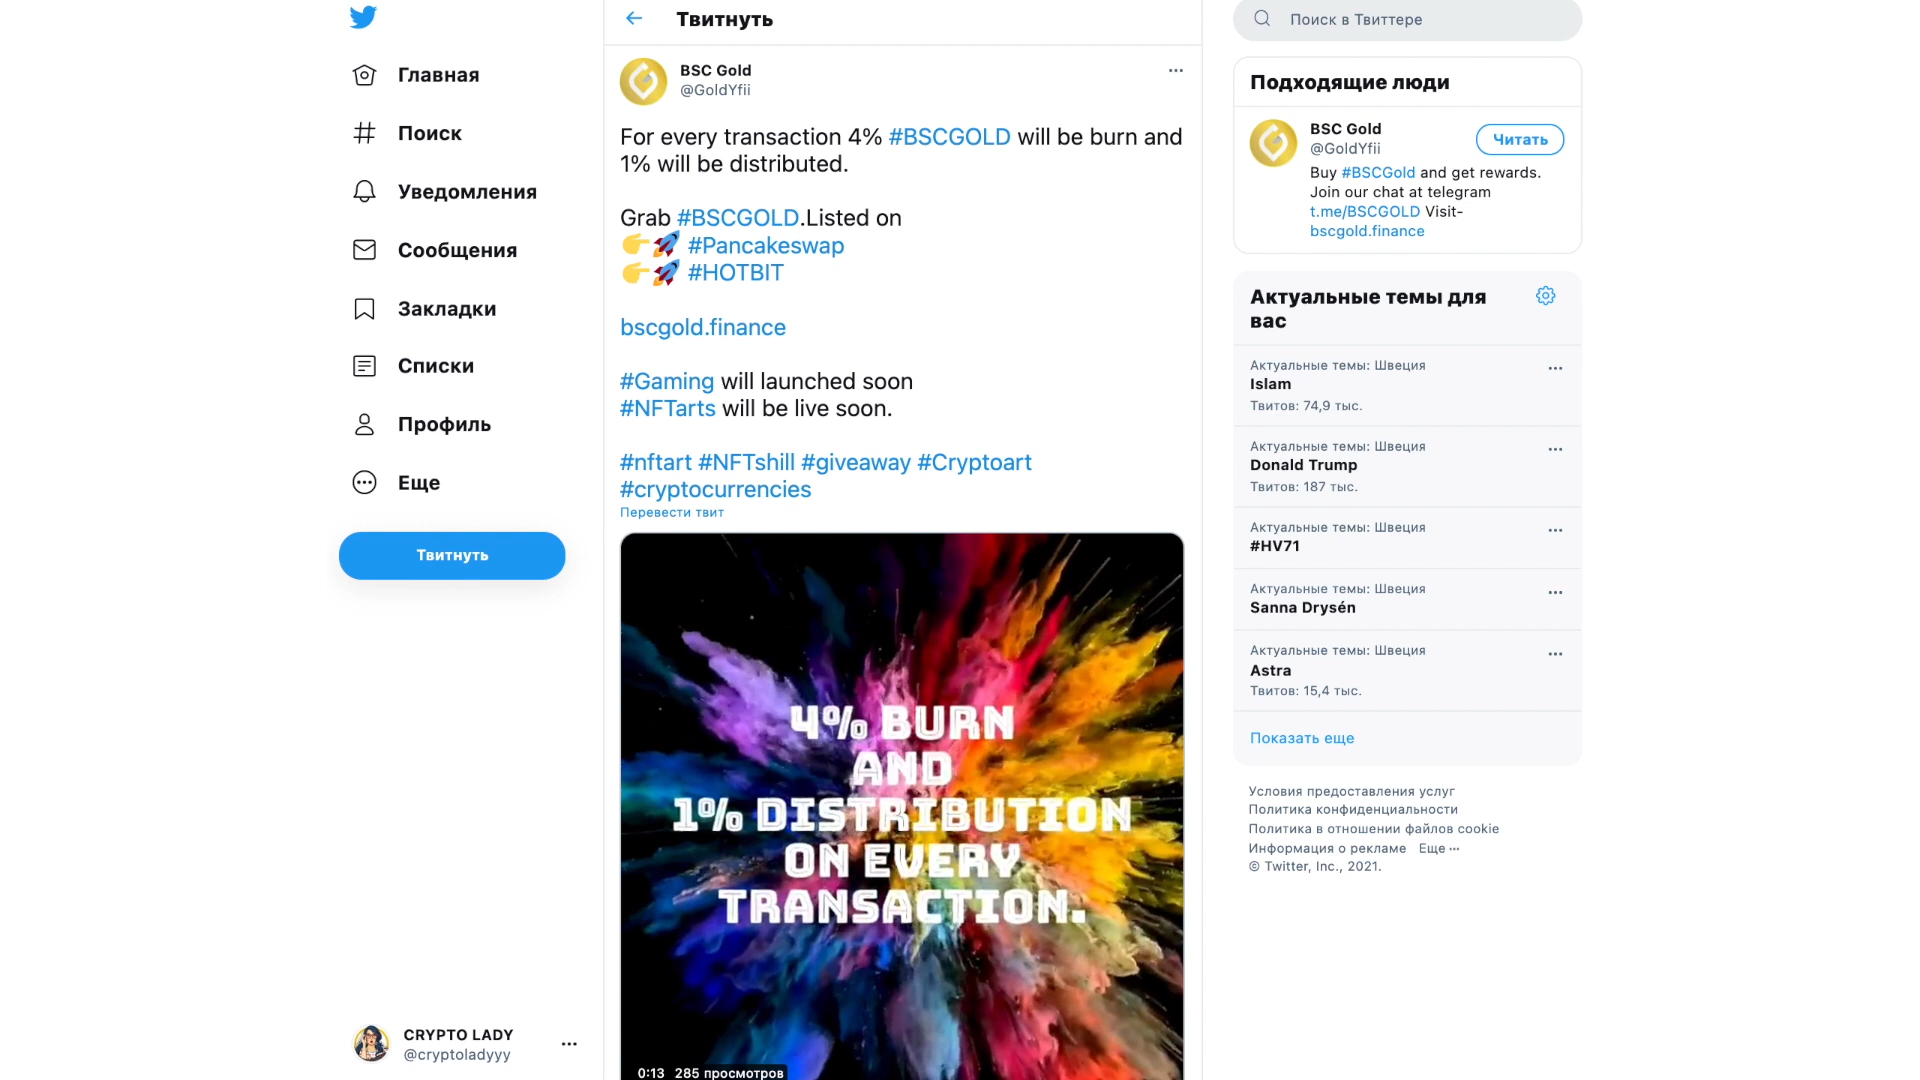 Главная
Поиск
Уведомления
Сообщения
Закладки
Списки
Профиль
Еще
Твитнуть
CRYPTO LADY
@cryptoladyyy
Твитнуть
BSC Gold
@GoldYfii
For every transaction 4% #BSCGOLD will be burn and
1% will be distributed.
Grab #BSCGOLD.Listed on
👉🚀 #Pancakeswap
👉🚀 #HOTBIT
bscgold.finance
#Gaming will launched soon
#NFTarts will be live soon.
#nftart #NFTshill #giveaway #Cryptoart
#cryptocurrencies
Перевести твит
4% BURN
AND
1% DISTRIBUTION
ON EVERY
TRANSACTION.
0:13 285 просмотров
Поиск в Твиттере
Подходящие люди
BSC Gold
@GoldYfii
Читать
Buy #BSCGold and get rewards.
Join our chat at telegram
t.me/BSCGOLD Visit-
bscgold.finance
Актуальные темы для
вас
Актуальные темы: Швеция
Islam
Твитов: 74,9 тыс.
Актуальные темы: Швеция
Donald Trump
Твитов: 187 тыс.
Актуальные темы: Швеция
#HV71
Актуальные темы: Швеция
Sanna Drysén
Актуальные темы: Швеция
Astra
Твитов: 15,4 тыс.
Показать еще
Условия предоставления услуг
Политика конфиденциальности
Политика в отношении файлов cookie
Информация о рекламе Еще ···
© Twitter, Inc., 2021.